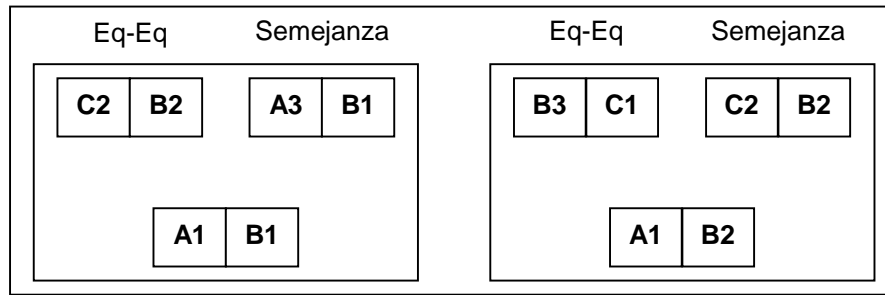 Eq-Eq Semejanza Eq-Eq Semejanza
C2 B2 A3 B1 B3 C1 C2 B2
A1 B1 A1 B2